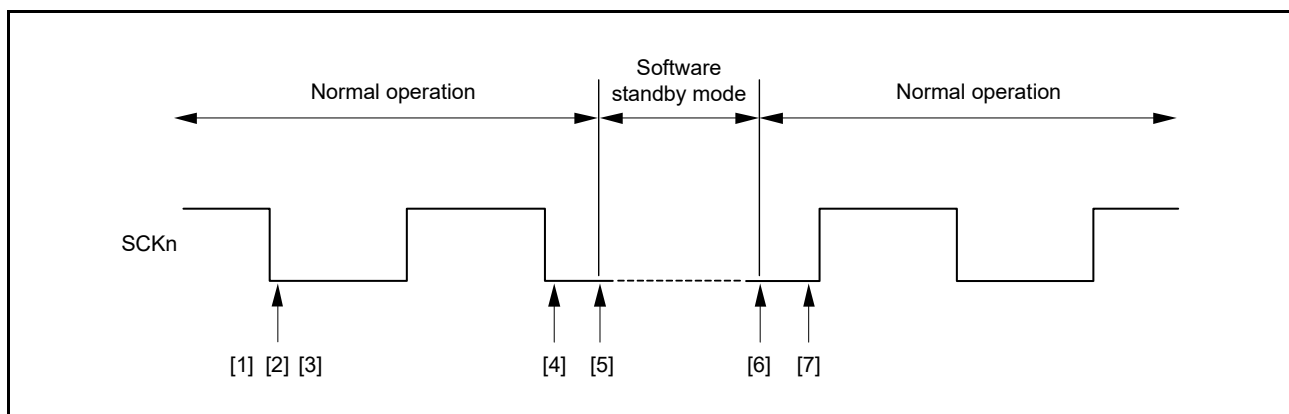 Software
standby mode
Normal operation
Normal operation
SCKn
[1] [2] [3]
[4] [5]
[6] [7]